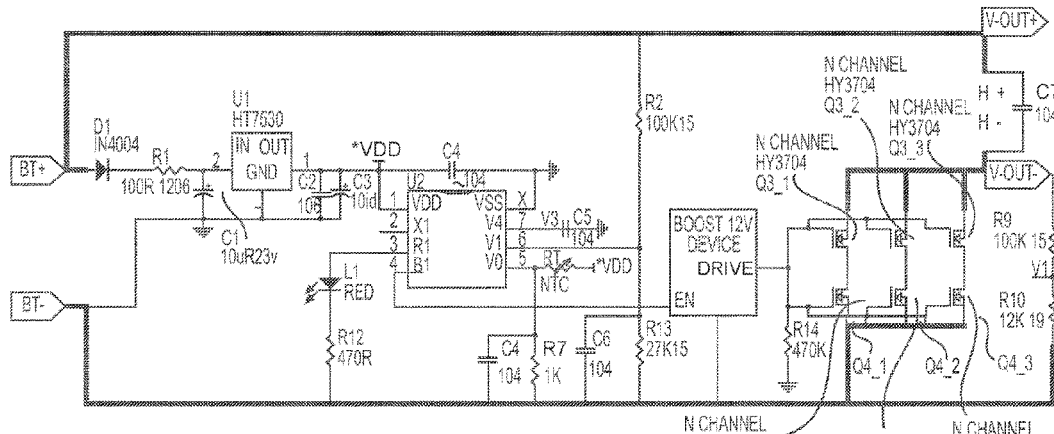 V-OUT+
N CHANNEL
HY3704
Q3_2
H +
H -
C7
104
N CHANNEL
HY3704
Q3_3
U1
HT7530
R2
100K15
D1
IN4004
R1
2
IN OUT
GND
1
*VDD
C4
104
N CHANNEL
HY3704
Q3_1
V-OUT-
BT+
100R 1206
C2
C3
10id
U2
1
VDD
VSS
X
2
X1
V4
7
V3
C5
104
3
R1
V1
6
4
B1
V0
5
RT
*VDD
NTC
BOOST 12V
DEVICE
DRIVE
EN
R9
100K 15
V1
C1
10uR23v
L1
RED
BT-
R10
12K 19
R12
470R
C4
104
R7
1K
C6
104
R13
27K15
R14
470K
Q4_1
Q4_2
Q4_3
N CHANNEL
N CHANNEL